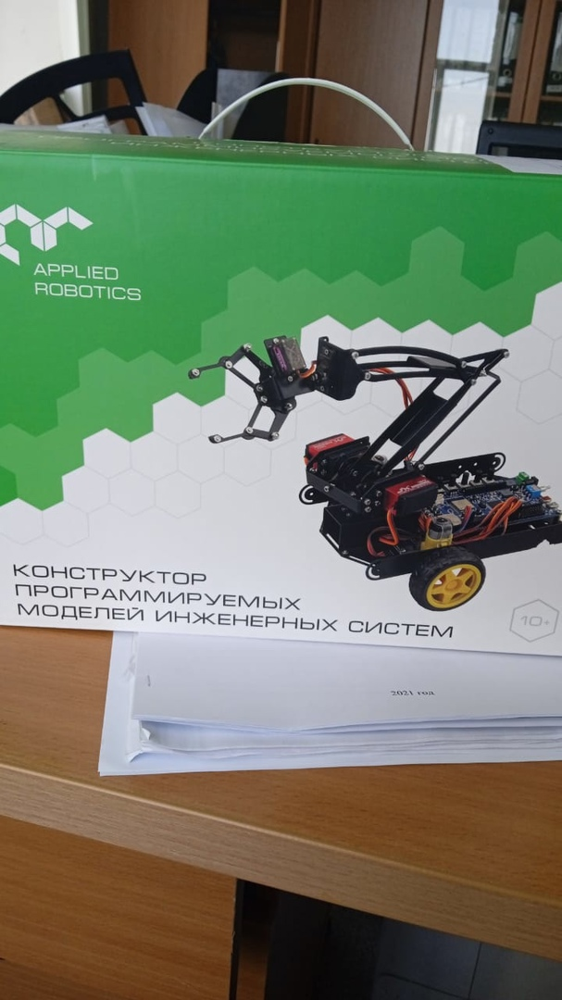 APPLIED
ROBOTICS
КОНСТРУКТОР
ПРОГРАММИРУЕМЫХ
МОДЕЛЕЙ ИНЖЕНЕРНЫХ СИСТЕМ
10+
2021 год